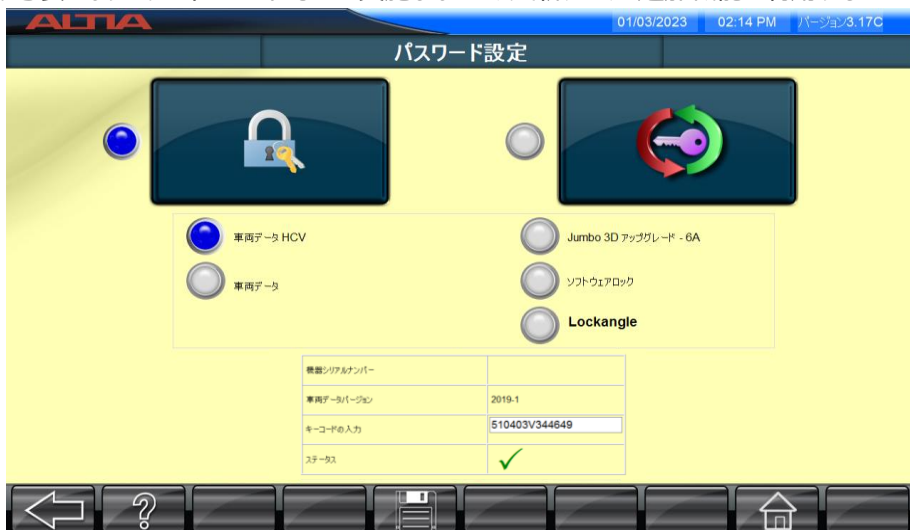 ALTIA
01/03/2023 02:14 PM バージョン3.17C
パスワード設定
車両データ HCV
Jumbo 3D アップグレード - 6A
車両データ
ソフトウェアロック
Lockangle
機器シリアルナンバー
車両データバージョン 2019-1
キーコードの入力 510403V344649
ステータス